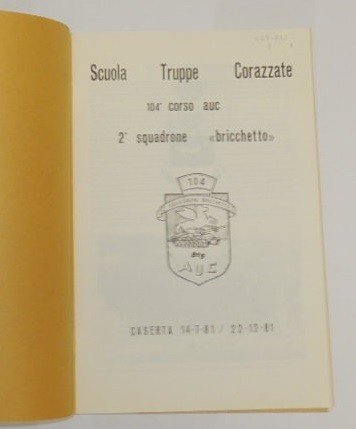 Scuola Truppe Corazzate
104° corso auc
2° squadrone «bricchetto»
104
AUC
CASERTA 14-7-81 / 22-12-81